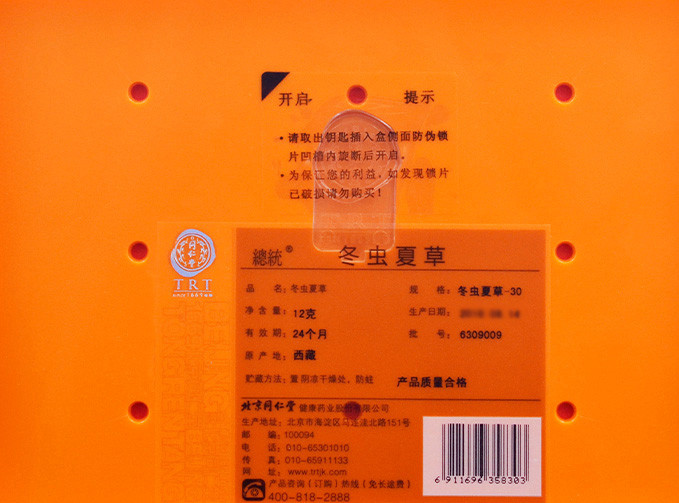 开启 提示
•请取出钥匙插入盒侧面防伪锁
片凹槽内旋断后开启。
•为保证您的利益,如发现锁片
已破损请勿购买!
同仁堂
TRT
總統® 冬虫夏草
品 名: 冬虫夏草 规 格: 冬虫夏草-30
净含量: 12克 生产日期:
有效期: 24个月 批 号: 6309009
原产地: 西藏
贮藏方法: 置阴凉干燥处, 防蛀 产品质量合格
北京同仁堂 健康药业股份有限公司
生产地址: 北京市海淀区马连洼北路151号
邮 编: 100094
电 话: 010-65301010
传 真: 010-65911133
网 址: www.trtjk.com
产品咨询(订购)热线(免长途费)
400-818-2888
6 911696 358303